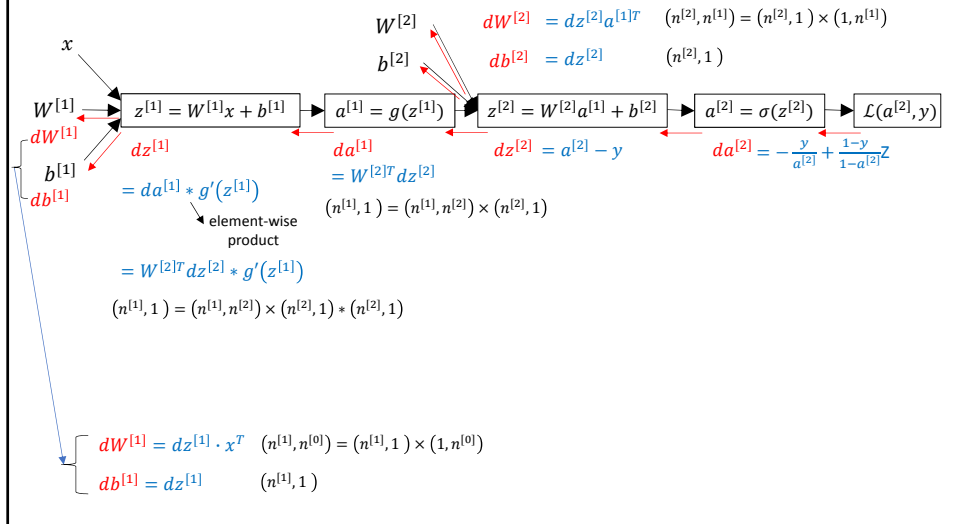 W^[2] dW^[2] = dz^[2]a^[1]T (n^[2], n^[1]) = (n^[2], 1) × (1, n^[1])
x
b^[2] db^[2] = dz^[2] (n^[2], 1)
W^[1] z^[1] = W^[1]x + b^[1] a^[1] = g(z^[1]) z^[2] = W^[2]a^[1] + b^[2] a^[2] = σ(z^[2]) ℒ(a^[2], y)
dW^[1] dz^[1] da^[1] dz^[2] = a^[2] − y da^[2] = −y/a^[2] + (1−y)/(1−a^[2])Z
b^[1] = W^[2]T dz^[2]
db^[1] = da^[1] * g′(z^[1]) (n^[1], 1) = (n^[1], n^[2]) × (n^[2], 1)
element-wise
product
= W^[2]T dz^[2] * g′(z^[1])
(n^[1], 1) = (n^[1], n^[2]) × (n^[2], 1) * (n^[2], 1)
dW^[1] = dz^[1] · x^T (n^[1], n^[0]) = (n^[1], 1) × (1, n^[0])
db^[1] = dz^[1] (n^[1], 1)